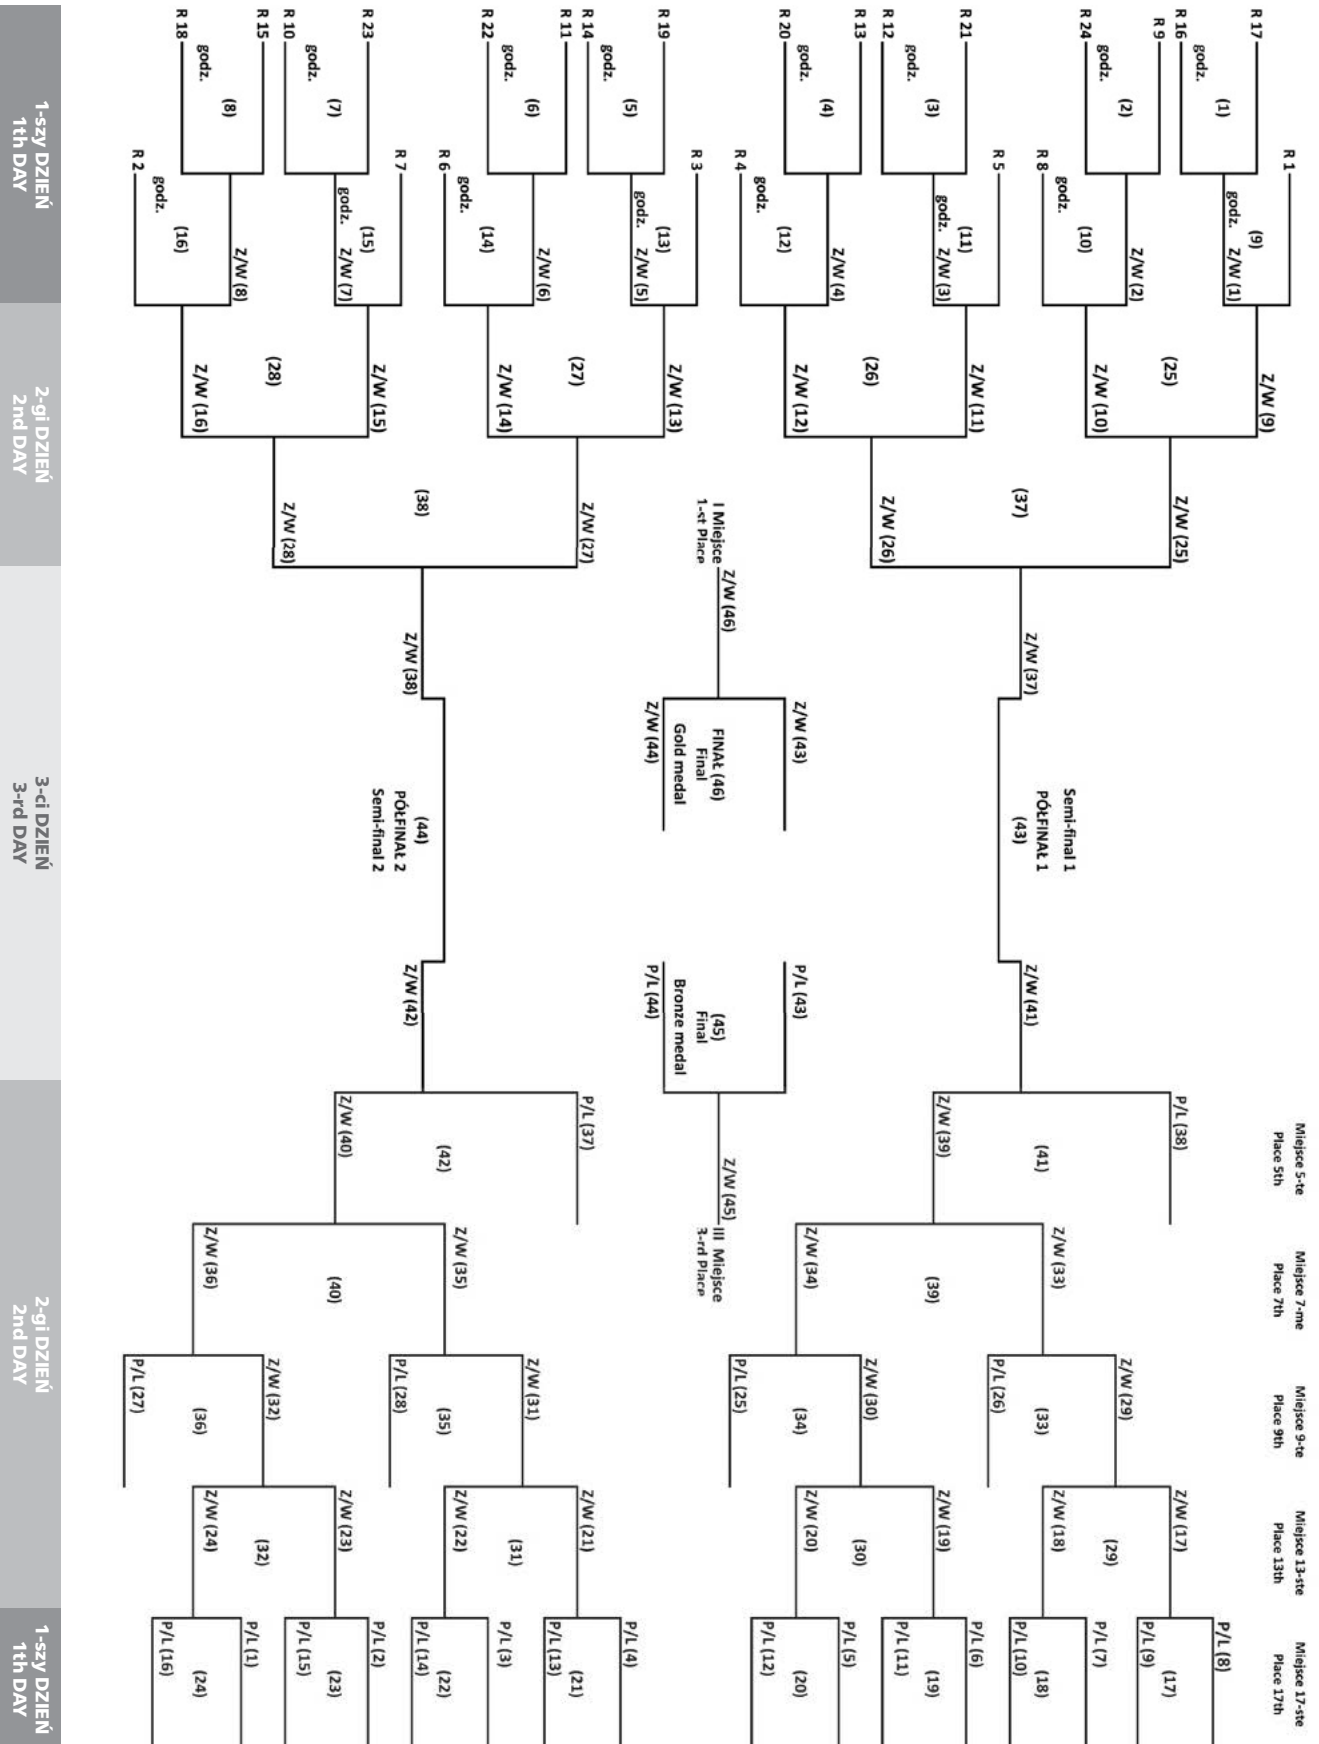 1-szy DZIEŃ
1th DAY
2-gi DZIEŃ
2nd DAY
3-ci DZIEŃ
3-rd DAY
2-gi DZIEŃ
2nd DAY
1-szy DZIEŃ
1th DAY
R 1
R 17
(1)
godz.
R 16
(9)
godz.
Z/W (1)
Z/W (9)
R 9
(2)
godz.
R 24
Z/W (2)
(10)
godz.
R 8
Z/W (10)
(25)
Z/W (25)
R 5
R 21
(3)
godz.
R 12
(11)
godz.
Z/W (3)
Z/W (11)
R 13
(4)
godz.
R 20
Z/W (4)
(12)
godz.
R 4
Z/W (12)
(26)
Z/W (26)
(37)
Z/W (37)
R 3
R 19
(5)
godz.
R 14
(13)
godz.
Z/W (5)
Z/W (13)
R 11
(6)
godz.
R 22
Z/W (6)
(14)
godz.
R 6
Z/W (14)
(27)
Z/W (27)
R 7
R 23
(7)
godz.
R 10
(15)
godz.
Z/W (7)
Z/W (15)
R 15
(8)
godz.
R 18
Z/W (8)
(16)
godz.
R 2
Z/W (16)
(28)
Z/W (28)
(38)
Z/W (38)
Semi-final 1
PÓŁFINAŁ 1
(43)
(44)
PÓŁFINAŁ 2
Semi-final 2
I Miejsce
1-st Place
Z/W (46)
Z/W (43)
FINAŁ (46)
Final
Gold medal
Z/W (44)
P/L (43)
(45)
Final
Bronze medal
P/L (44)
Z/W (45)
III Miejsce
3-rd Place
Z/W (41)
Z/W (42)
Miejsce 5-te
Place 5th
P/L (38)
(41)
Z/W (39)
P/L (37)
(42)
Z/W (40)
Miejsce 7-me
Place 7th
Z/W (33)
(39)
Z/W (34)
Z/W (35)
(40)
Z/W (36)
Miejsce 9-te
Place 9th
Z/W (29)
(33)
P/L (26)
Z/W (30)
(34)
P/L (25)
Z/W (31)
(35)
P/L (28)
Z/W (32)
(36)
P/L (27)
Miejsce 13-ste
Place 13th
Z/W (17)
(29)
Z/W (18)
Z/W (19)
(30)
Z/W (20)
Z/W (21)
(31)
Z/W (22)
Z/W (23)
(32)
Z/W (24)
Miejsce 17-ste
Place 17th
P/L (8)
(17)
P/L (9)
P/L (7)
(18)
P/L (10)
P/L (6)
(19)
P/L (11)
P/L (5)
(20)
P/L (12)
P/L (4)
(21)
P/L (13)
P/L (3)
(22)
P/L (14)
P/L (2)
(23)
P/L (15)
P/L (1)
(24)
P/L (16)